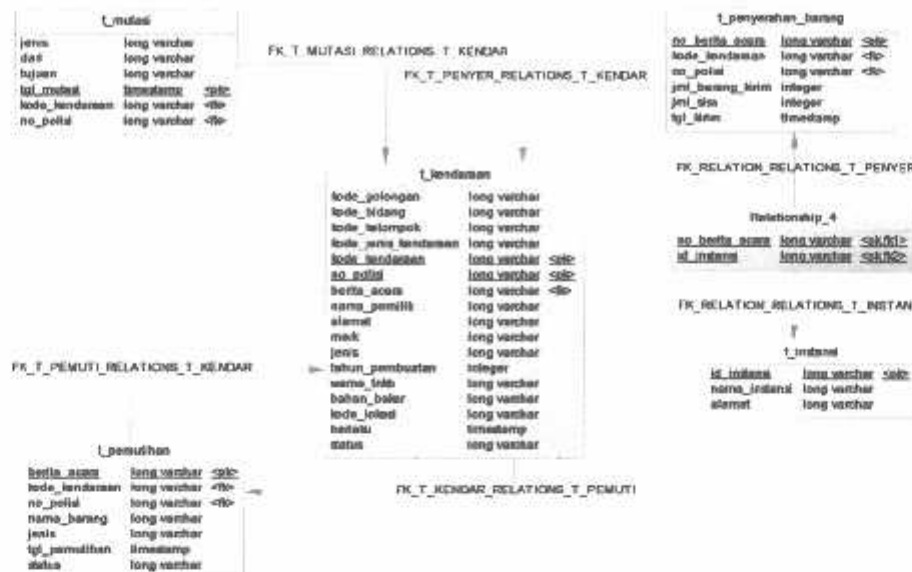 t_mutasi
jenis long varchar
dari long varchar
tujuan long varchar
tgl_mutasi timestamp <pk>
kode_kendaraan long varchar <fk>
no_polisi long varchar <fk>
FK_T_MUTASI_RELATIONS_T_KENDAR
FK_T_PENYER_RELATIONS_T_KENDAR
t_penyerahan_barang
no_berita_acara long varchar <pk>
kode_kendaraan long varchar <fk>
no_polisi long varchar <fk>
jml_barang_kirim integer
jml_sisa integer
tgl_kirim timestamp
FK_RELATION_RELATIONS_T_PENYER
Relationship_4
no_berita_acara long varchar <pk,fk1>
id_instansi long varchar <pk,fk2>
FK_RELATION_RELATIONS_T_INSTAN
t_instansi
id_instansi long varchar <pk>
nama_instansi long varchar
alamat long varchar
t_kendaraan
kode_golongan long varchar
kode_bidang long varchar
kode_kelompok long varchar
kode_jenis_kendaraan long varchar
kode_kendaraan long varchar <pk>
no_polisi long varchar <pk>
berita_acara long varchar <fk>
nama_pemilik long varchar
alamat long varchar
merk long varchar
jenis long varchar
tahun_pembuatan integer
warna_tnkb long varchar
bahan_bakar long varchar
kode_lokasi long varchar
berlaku timestamp
status long varchar
FK_T_PEMUTI_RELATIONS_T_KENDAR
t_pemutihan
berita_acara long varchar <pk>
kode_kendaraan long varchar <fk>
no_polisi long varchar <fk>
nama_barang long varchar
jenis long varchar
tgl_pemutihan timestamp
status long varchar
FK_T_KENDAR_RELATIONS_T_PEMUTI